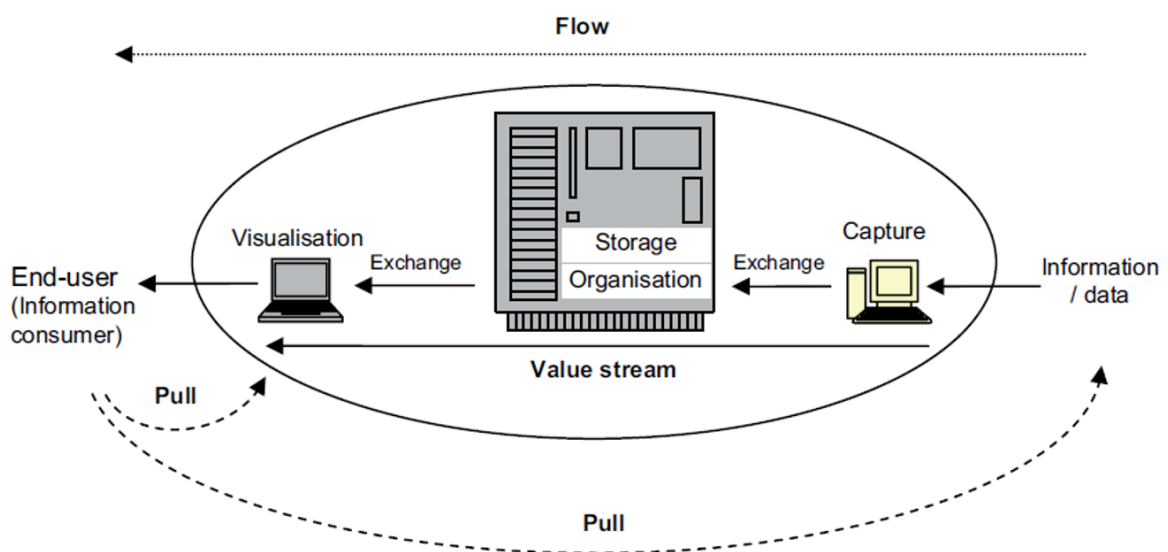 Flow
Visualisation
Capture
Storage
Organisation
Exchange
Exchange
End-user
(Information
consumer)
Information
/ data
Value stream
Pull
Pull